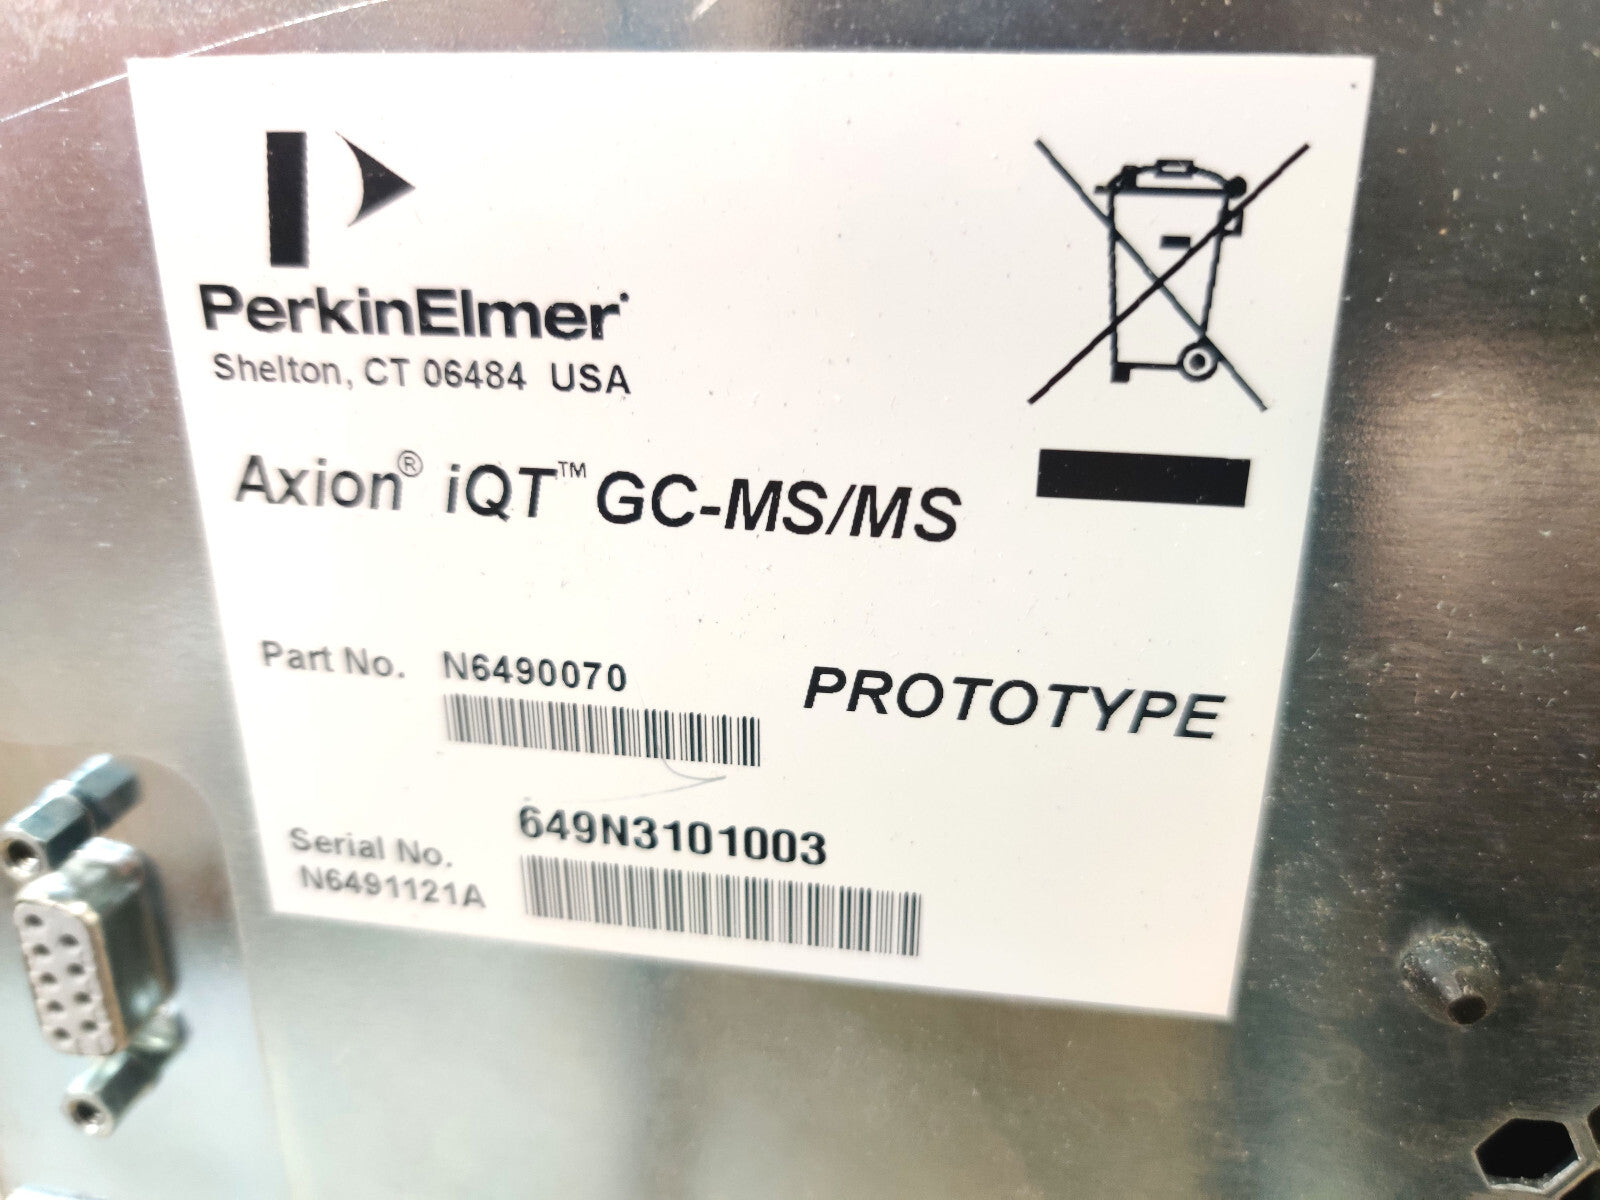 PerkinElmer
Shelton, CT 06484 USA
Axion® iQT™ GC-MS/MS
Part No. N6490070
PROTOTYPE
Serial No. 649N3101003
N6491121A